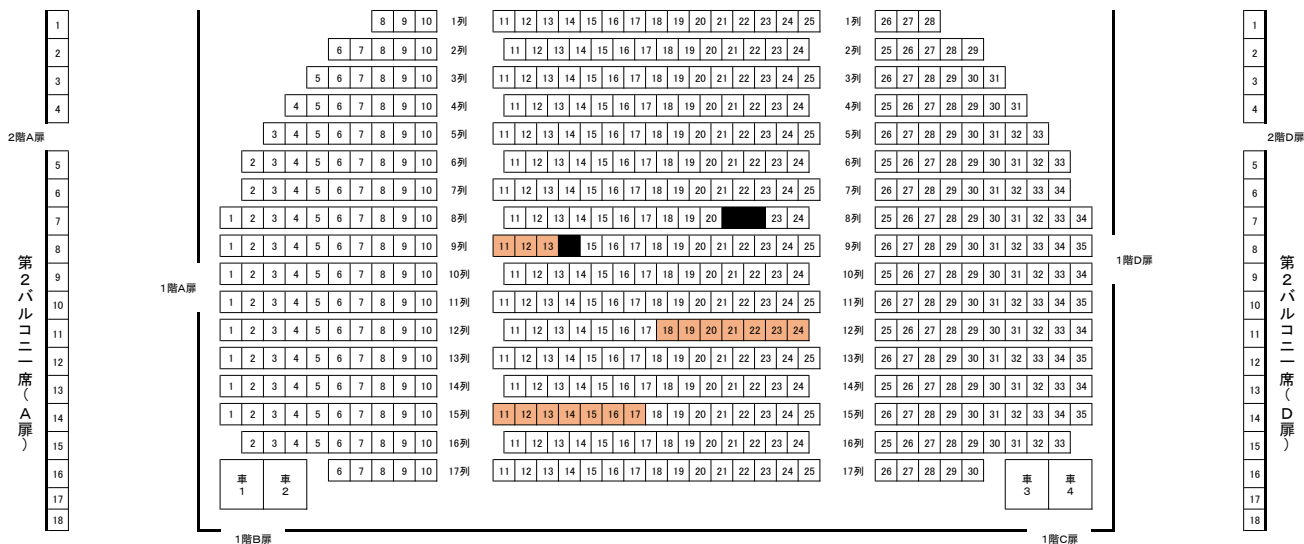 1 8 9 10 1列 11 12 13 14 15 16 17 18 19 20 21 22 23 24 25 1列 26 27 28 1
2 6 7 8 9 10 2列 11 12 13 14 15 16 17 18 19 20 21 22 23 24 2列 25 26 27 28 29 2
3 5 6 7 8 9 10 3列 11 12 13 14 15 16 17 18 19 20 21 22 23 24 25 3列 26 27 28 29 30 31 3
4 4 5 6 7 8 9 10 4列 11 12 13 14 15 16 17 18 19 20 21 22 23 24 4列 25 26 27 28 29 30 31 4
2階A扉 3 4 5 6 7 8 9 10 5列 11 12 13 14 15 16 17 18 19 20 21 22 23 24 25 5列 26 27 28 29 30 31 32 33 2階D扉
5 2 3 4 5 6 7 8 9 10 6列 11 12 13 14 15 16 17 18 19 20 21 22 23 24 6列 25 26 27 28 29 30 31 32 33 5
6 2 3 4 5 6 7 8 9 10 7列 11 12 13 14 15 16 17 18 19 20 21 22 23 24 25 7列 26 27 28 29 30 31 32 33 34 6
7 1 2 3 4 5 6 7 8 9 10 8列 11 12 13 14 15 16 17 18 19 20 23 24 8列 25 26 27 28 29 30 31 32 33 34 7
8 1 2 3 4 5 6 7 8 9 10 9列 11 12 13 15 16 17 18 19 20 21 22 23 24 25 9列 26 27 28 29 30 31 32 33 34 35 8
9 1 2 3 4 5 6 7 8 9 10 10列 11 12 13 14 15 16 17 18 19 20 21 22 23 24 10列 25 26 27 28 29 30 31 32 33 34 9
1階A扉
1階D扉
10 1 2 3 4 5 6 7 8 9 10 11列 11 12 13 14 15 16 17 18 19 20 21 22 23 24 25 11列 26 27 28 29 30 31 32 33 34 35 10
11 1 2 3 4 5 6 7 8 9 10 12列 11 12 13 14 15 16 17 18 19 20 21 22 23 24 12列 25 26 27 28 29 30 31 32 33 34 11
12 1 2 3 4 5 6 7 8 9 10 13列 11 12 13 14 15 16 17 18 19 20 21 22 23 24 25 13列 26 27 28 29 30 31 32 33 34 35 12
13 1 2 3 4 5 6 7 8 9 10 14列 11 12 13 14 15 16 17 18 19 20 21 22 23 24 14列 25 26 27 28 29 30 31 32 33 34 13
14 1 2 3 4 5 6 7 8 9 10 15列 11 12 13 14 15 16 17 18 19 20 21 22 23 24 25 15列 26 27 28 29 30 31 32 33 34 35 14
15 2 3 4 5 6 7 8 9 10 16列 11 12 13 14 15 16 17 18 19 20 21 22 23 24 16列 25 26 27 28 29 30 31 32 33 15
16 車1 車2 6 7 8 9 10 17列 11 12 13 14 15 16 17 18 19 20 21 22 23 24 25 17列 26 27 28 29 30 車3 車4 16
17 17
18 18
第2バルコニー席(A扉)
第2バルコニー席(D扉)
1階B扉 1階C扉